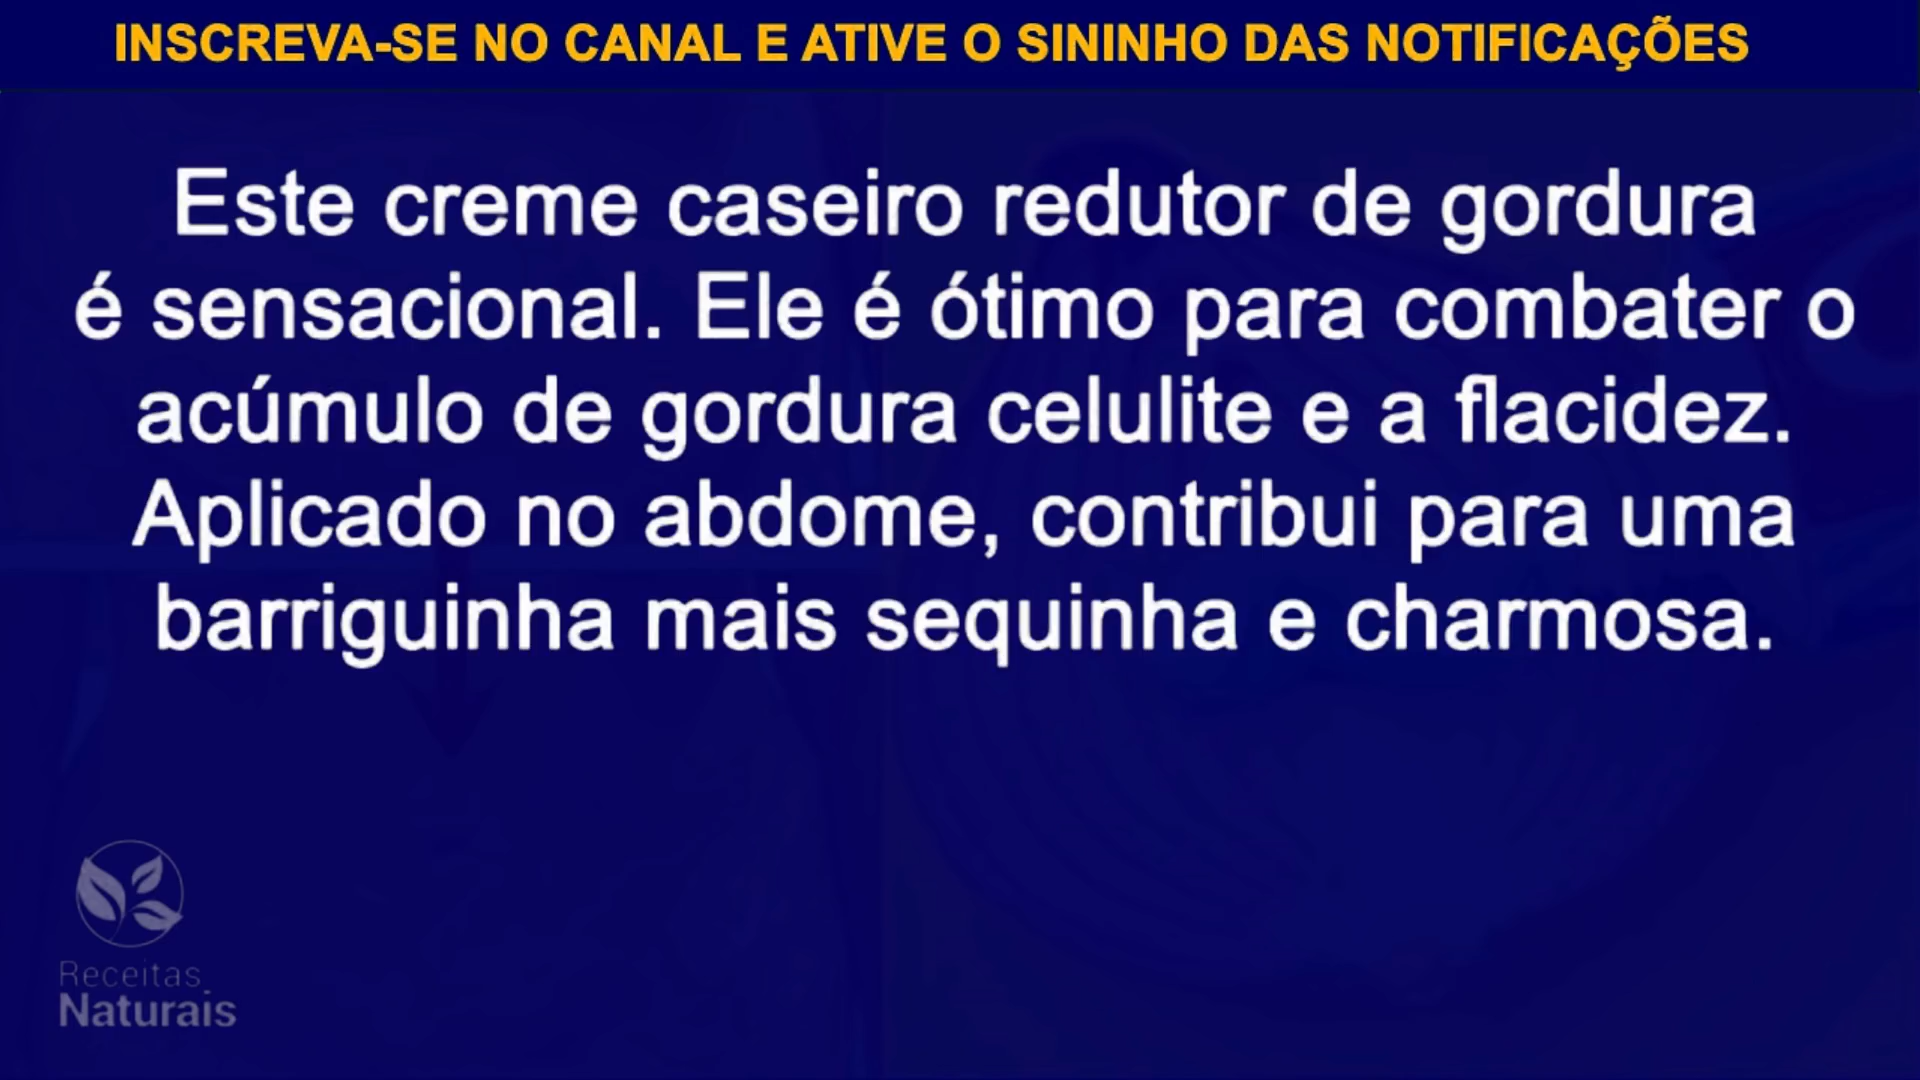 INSCREVA-SE NO CANAL E ATIVE O SININHO DAS NOTIFICAÇÕES
Este creme caseiro redutor de gordura
é sensacional. Ele é ótimo para combater o
acúmulo de gordura celulite e a flacidez.
Aplicado no abdome, contribui para uma
barriguinha mais sequinha e charmosa.
Receitas
Naturais